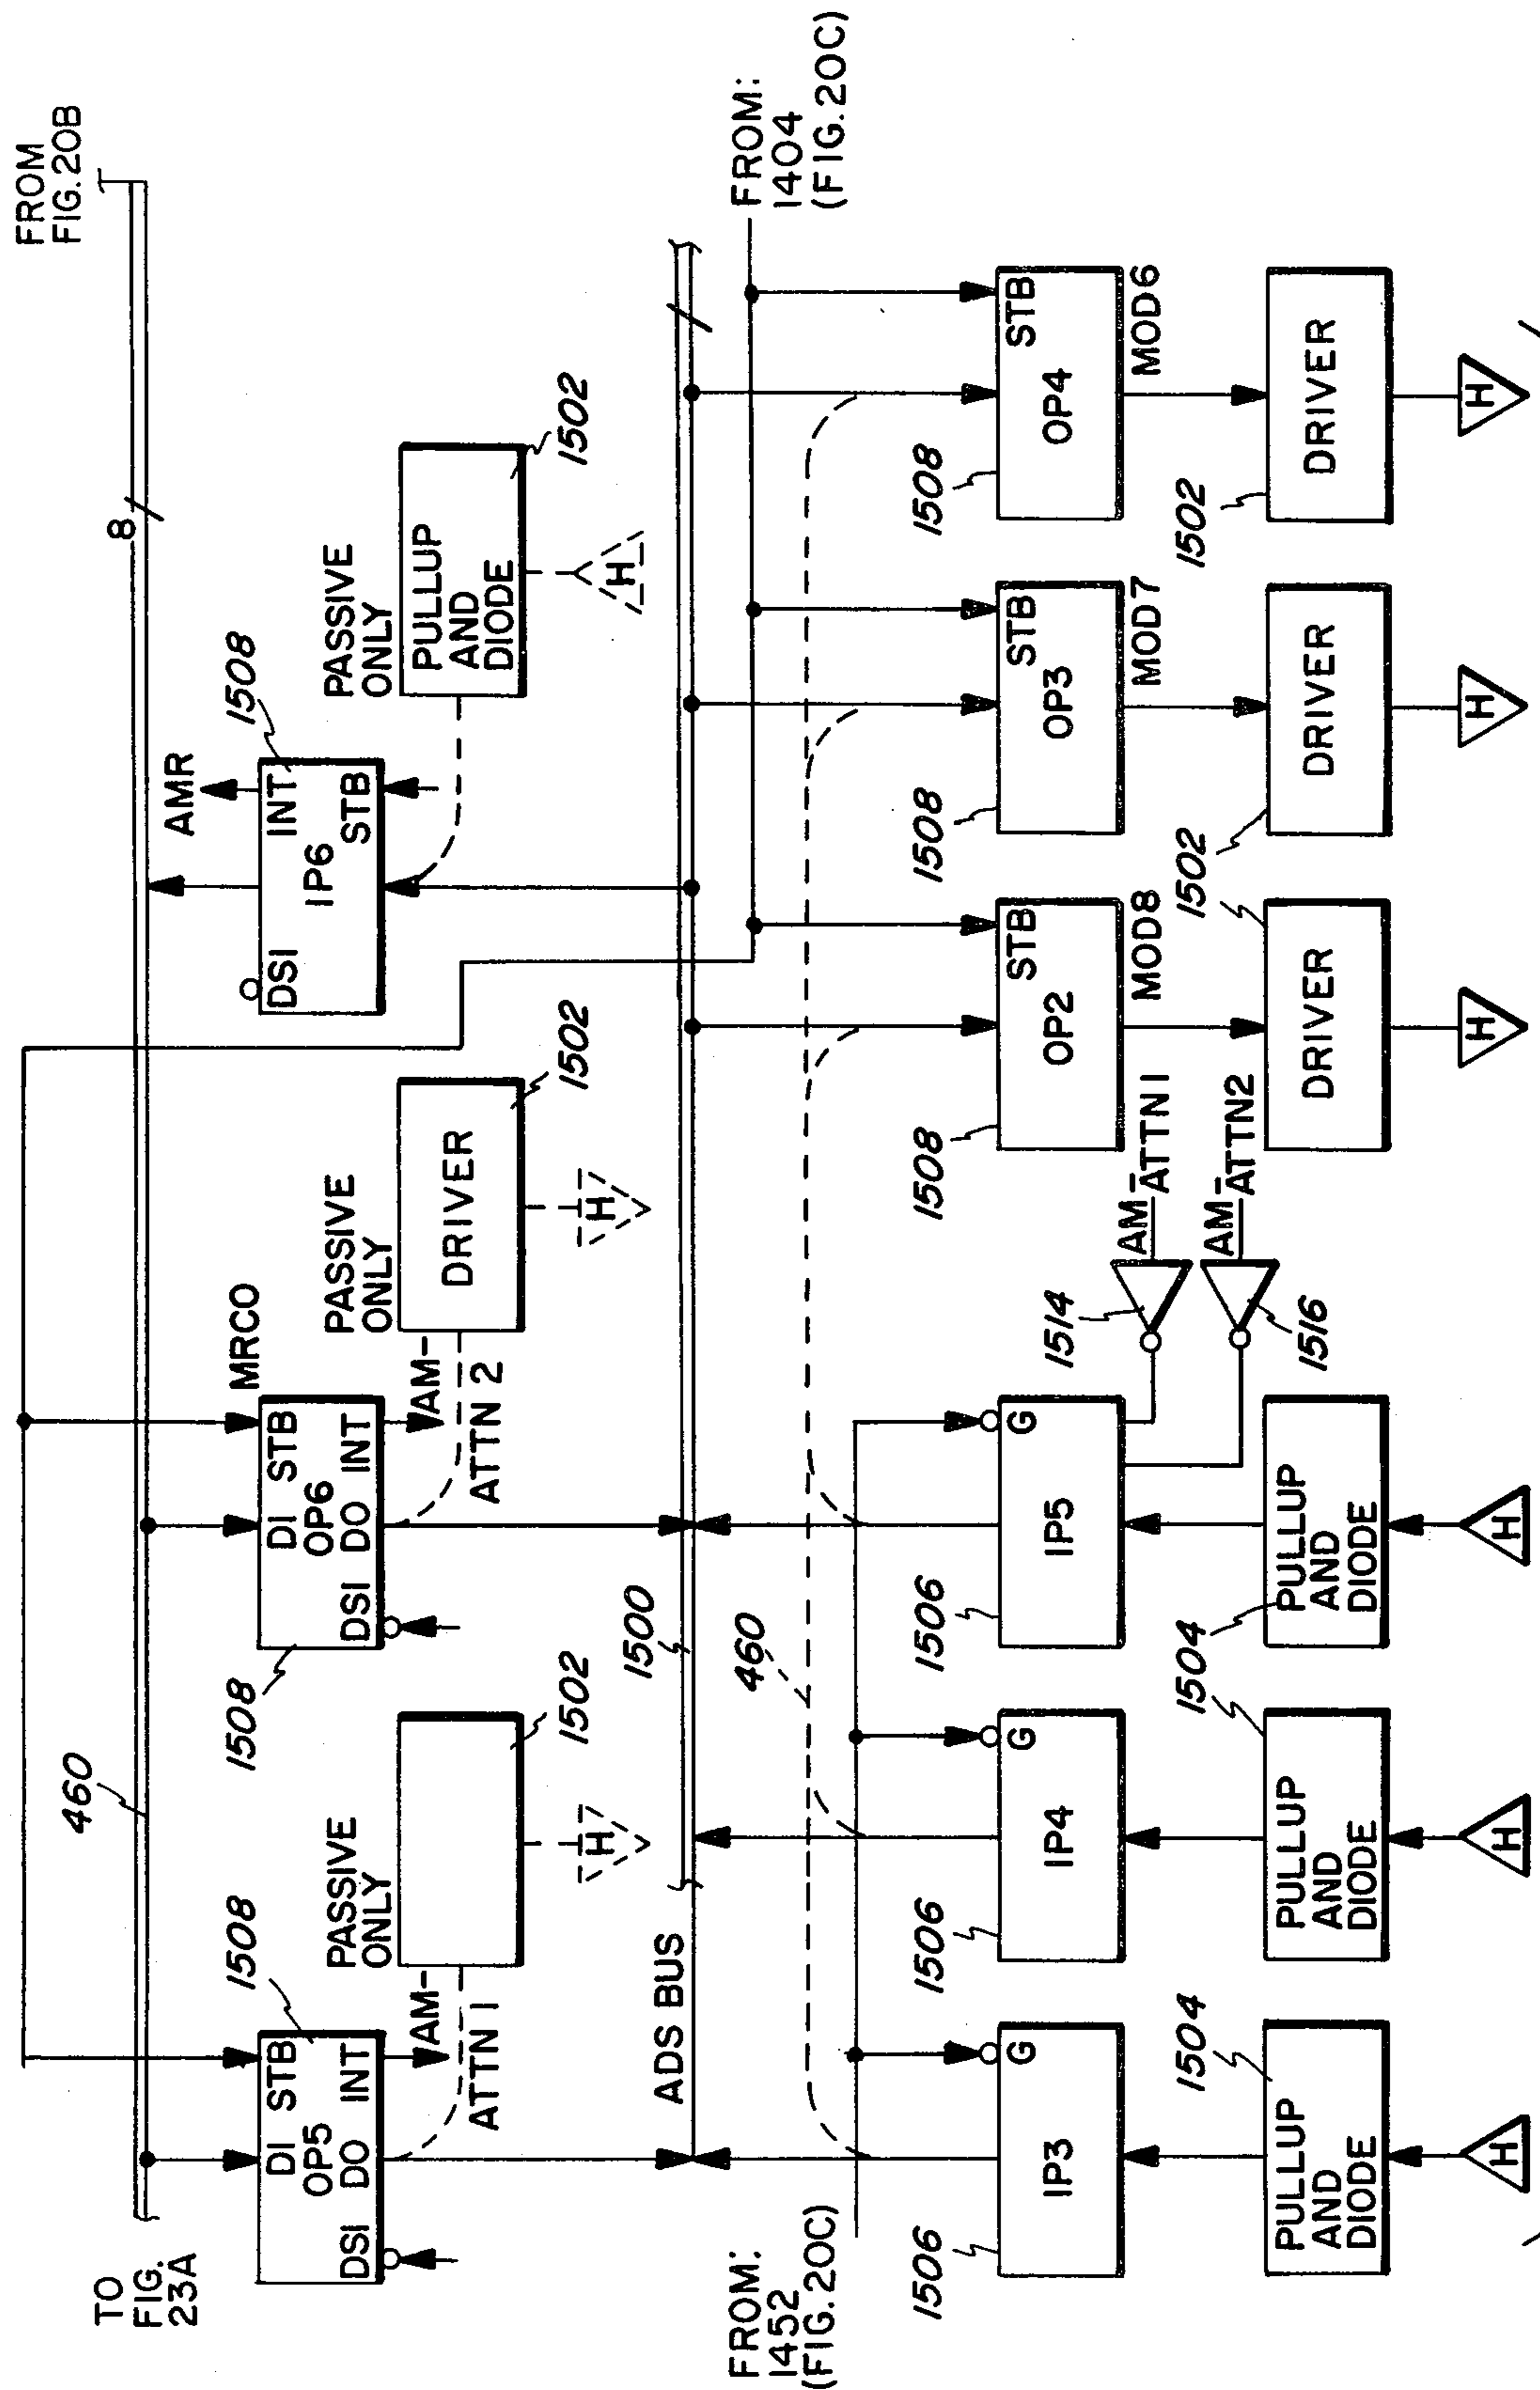 FROM
FIG. 20B
TO
FIG.
23A
460
8
1508
DI STB
OP5
DSI DO INT
AM-
ATTN 1
PASSIVE
ONLY
1502
H
1508
MRCO
DI STB
OP6
DSI DO INT
AM-
ATTN 2
PASSIVE
ONLY
DRIVER
1502
H
AMR
1508
DSI INT
IP6
STB
PASSIVE
ONLY
PULLUP
AND
DIODE
1502
H
ADS BUS
1500
460
FROM:
1452
(FIG. 20C)
FROM:
1404
(FIG. 20C)
1506
IP3
G
1506
IP4
G
1506
IP5
G
1514
AM-
ATTN1
1516
AM-
ATTN2
1508
OP2
STB
MOD8
1508
OP3
STB
MOD7
1508
OP4
STB
MOD6
1504
PULLUP
AND
DIODE
1504
PULLUP
AND
DIODE
1504
PULLUP
AND
DIODE
1502
DRIVER
1502
DRIVER
1502
DRIVER
H
H
H
H
H
H